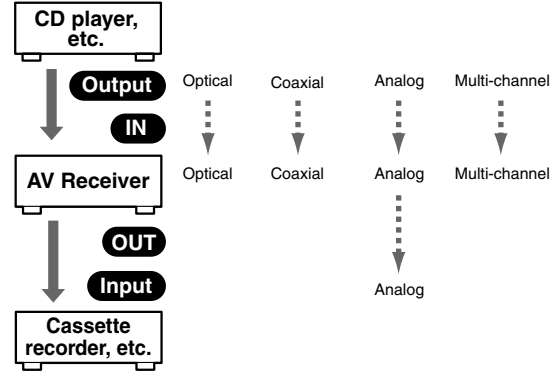 CD player,
etc.
Output
Optical
Coaxial
Analog
Multi-channel
IN
AV Receiver
Optical
Coaxial
Analog
Multi-channel
OUT
Input
Analog
Cassette
recorder, etc.